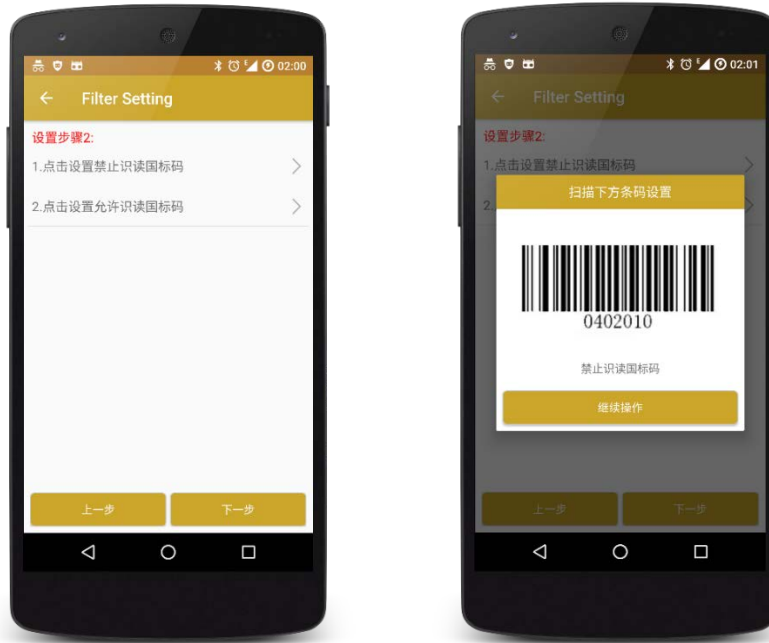 02:00
Filter Setting
设置步骤2:
1.点击设置禁止识读国标码
2.点击设置允许识读国标码
上一步
下一步
02:01
Filter Setting
设置步骤2:
1.点击设置禁止识读国标码
2.
扫描下方条码设置
0402010
禁止识读国标码
继续操作
上一步
下一步